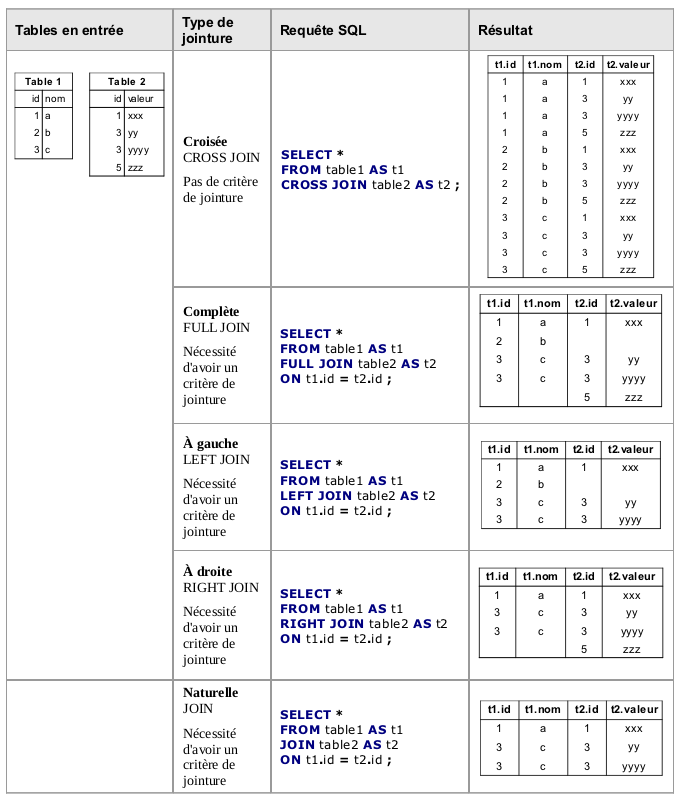 Tables en entrée
Type de
jointure
Requête SQL
Résultat
Table 1
id nom
1 a
2 b
3 c
Table 2
id valeur
1 xxx
3 yy
3 yyyy
5 zzz
Croisée
CROSS JOIN
Pas de critère
de jointure
SELECT *
FROM table1 AS t1
CROSS JOIN table2 AS t2 ;
t1.id t1.nom t2.id t2.valeur
1 a 1 xxx
1 a 3 yy
1 a 3 yyyy
1 a 5 zzz
2 b 1 xxx
2 b 3 yy
2 b 3 yyyy
2 b 5 zzz
3 c 1 xxx
3 c 3 yy
3 c 3 yyyy
3 c 5 zzz
Complète
FULL JOIN
Nécessité
d'avoir un
critère de
jointure
SELECT *
FROM table1 AS t1
FULL JOIN table2 AS t2
ON t1.id = t2.id ;
t1.id t1.nom t2.id t2.valeur
1 a 1 xxx
2 b
3 c 3 yy
3 c 3 yyyy
5 zzz
À gauche
LEFT JOIN
Nécessité
d'avoir un
critère de
jointure
SELECT *
FROM table1 AS t1
LEFT JOIN table2 AS t2
ON t1.id = t2.id ;
t1.id t1.nom t2.id t2.valeur
1 a 1 xxx
2 b
3 c 3 yy
3 c 3 yyyy
À droite
RIGHT JOIN
Nécessité
d'avoir un
critère de
jointure
SELECT *
FROM table1 AS t1
RIGHT JOIN table2 AS t2
ON t1.id = t2.id ;
t1.id t1.nom t2.id t2.valeur
1 a 1 xxx
3 c 3 yy
3 c 3 yyyy
5 zzz
Naturelle
JOIN
Nécessité
d'avoir un
critère de
jointure
SELECT *
FROM table1 AS t1
JOIN table2 AS t2
ON t1.id = t2.id ;
t1.id t1.nom t2.id t2.valeur
1 a 1 xxx
3 c 3 yy
3 c 3 yyyy